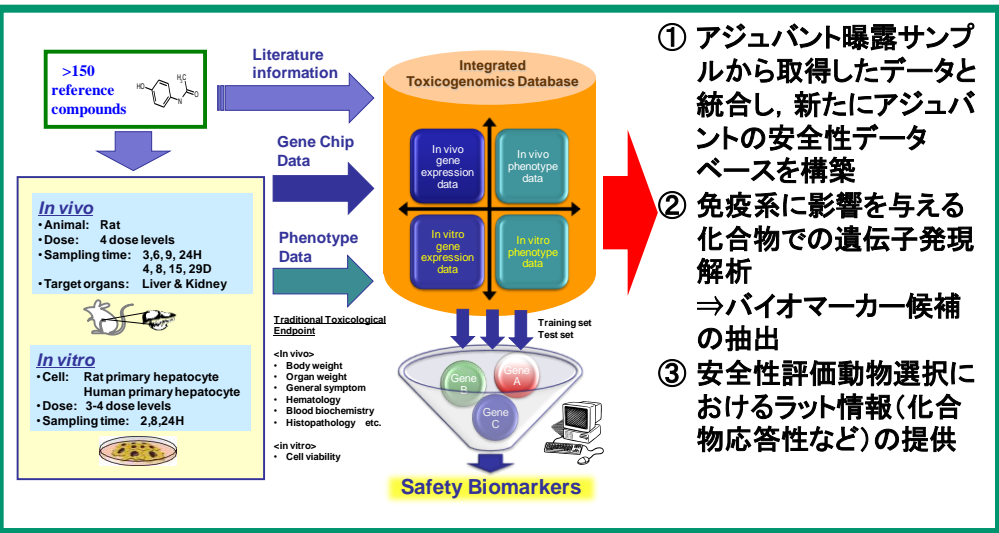 >150
reference
compounds
HO
H₃C
N
H
O
Literature
information
Gene Chip
Data
Phenotype
Data
In vivo
・Animal: Rat
・Dose: 4 dose levels
・Sampling time: 3,6, 9, 24H
4, 8, 15, 29D
・Target organs: Liver & Kidney
In vitro
・Cell: Rat primary hepatocyte
Human primary hepatocyte
・Dose: 3-4 dose levels
・Sampling time: 2,8,24H
Traditional Toxicological
Endpoint
<In vivo>
• Body weight
• Organ weight
• General symptom
• Hematology
• Blood biochemistry
• Histopathology etc.
<in vitro>
• Cell viability
Integrated
Toxicogenomics Database
In vivo
gene
expression
data
In vivo
phenotype
data
In vitro
gene
expression
data
In vitro
phenotype
data
Training set
Test set
Gene
B
Gene
A
Gene
C
Safety Biomarkers
① アジュバント曝露サンプ
ルから取得したデータと
統合し，新たにアジュバ
ントの安全性データ
ベースを構築
② 免疫系に影響を与える
化合物での遺伝子発現
解析
⇒バイオマーカー候補
の抽出
③ 安全性評価動物選択に
おけるラット情報（化合
物応答性など）の提供